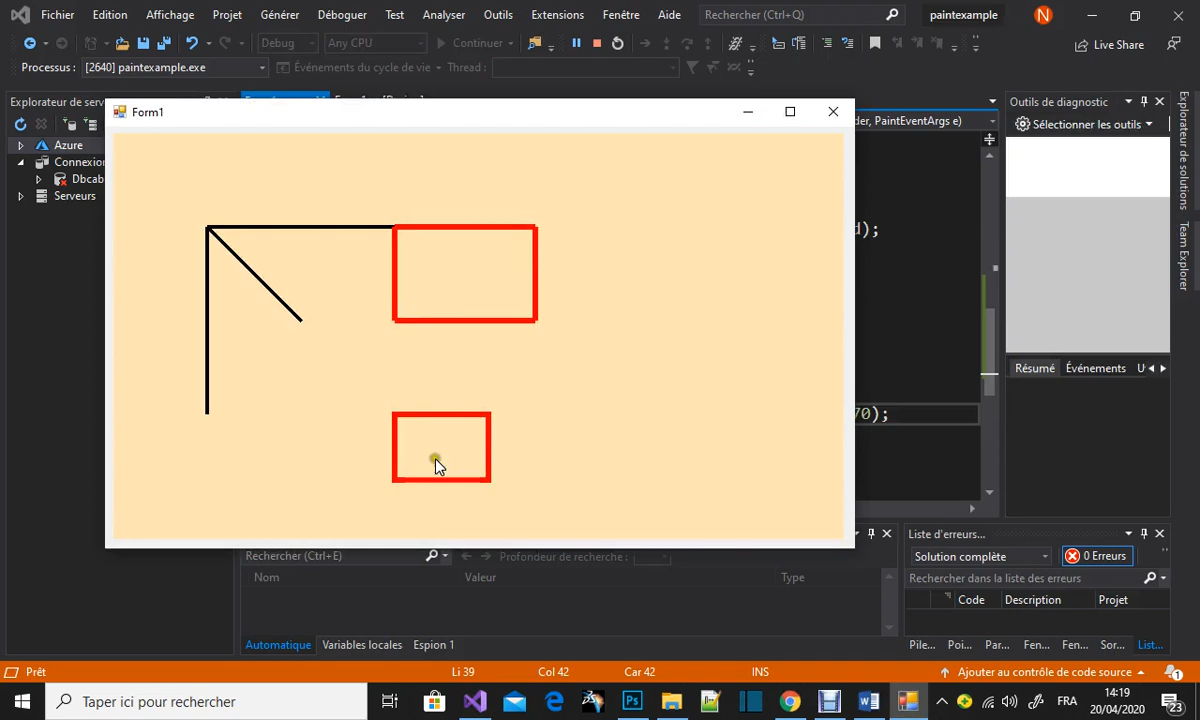 Fichier Edition Affichage Projet Générer Déboguer Test Analyser Outils Extensions Fenêtre Aide Rechercher (Ctrl+Q) paintexample N
Debug Any CPU Continuer Live Share
Processus : [2640] paintexample.exe Événements du cycle de vie Thread :
Explorateur de serv
Form1
der, PaintEventArgs e)
Outils de diagnostic
Sélectionner les outils
Azure
Connexion
Dbcab
Serveurs
d);
70);
Explorateur de solutions
Team Explorer
Résumé Événements U
Rechercher (Ctrl+E) Profondeur de recherche :
Nom Valeur Type
Automatique Variables locales Espion 1
Liste d'erreurs...
Solution complète 0 Erreurs
Rechercher dans la liste des erreurs
Code Description Projet
Pile... Poi... Par... Fen... Fen... Sor... List...
Prêt Li 39 Col 42 Car 42 INS Ajouter au contrôle de code source 1
Taper ici pour rechercher
Ps
FRA
14:19
20/04/2020
23